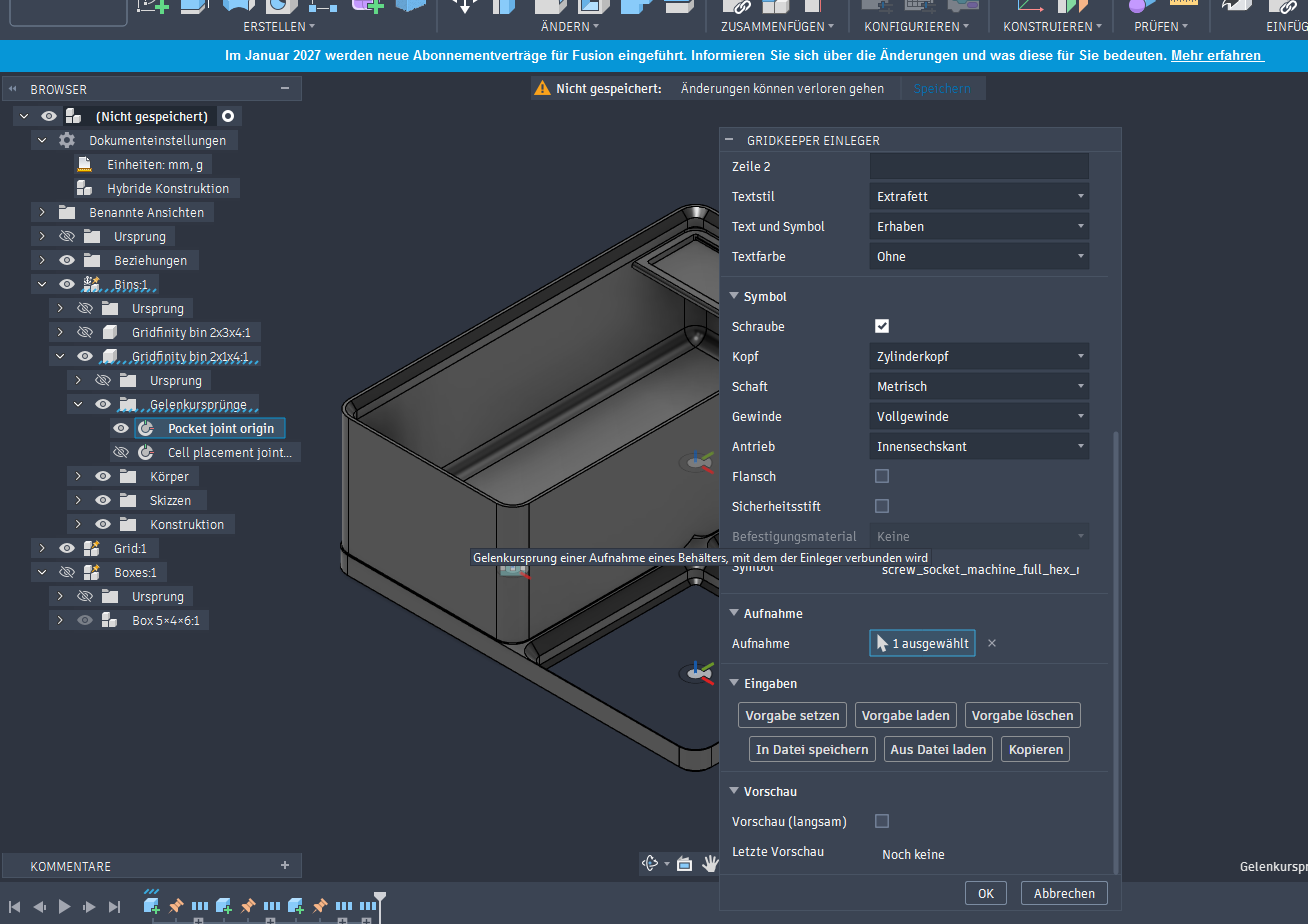 ERSTELLEN
ÄNDERN
ZUSAMMENFÜGEN
KONFIGURIEREN
KONSTRUIEREN
PRÜFEN
EINFÜG
Im Januar 2027 werden neue Abonnementverträge für Fusion eingeführt. Informieren Sie sich über die Änderungen und was diese für Sie bedeuten. Mehr erfahren
BROWSER
Nicht gespeichert: Änderungen können verloren gehen Speichern
(Nicht gespeichert)
Dokumenteinstellungen
Einheiten: mm, g
Hybride Konstruktion
Benannte Ansichten
Ursprung
Beziehungen
Bins:1
Ursprung
Gridfinity bin 2x3x4:1
Gridfinity bin 2x1x4:1
Ursprung
Gelenkursprünge
Pocket joint origin
Cell placement joint...
Körper
Skizzen
Konstruktion
Grid:1
Boxes:1
Ursprung
Box 5×4×6:1
GRIDKEEPER EINLEGER
Zeile 2
Textstil Extrafett
Text und Symbol Erhaben
Textfarbe Ohne
Symbol
Schraube
Kopf Zylinderkopf
Schaft Metrisch
Gewinde Vollgewinde
Antrieb Innensechskant
Flansch
Sicherheitsstift
Befestigungsmaterial Keine
Gelenkursprung einer Aufnahme eines Behälters, mit dem der Einleger verbunden wird
Symbol screw_socket_machine_full_hex_r
Aufnahme
Aufnahme 1 ausgewählt
Eingaben
Vorgabe setzen Vorgabe laden Vorgabe löschen
In Datei speichern Aus Datei laden Kopieren
Vorschau
Vorschau (langsam)
Letzte Vorschau Noch keine
OK Abbrechen
KOMMENTARE
Gelenkurspr